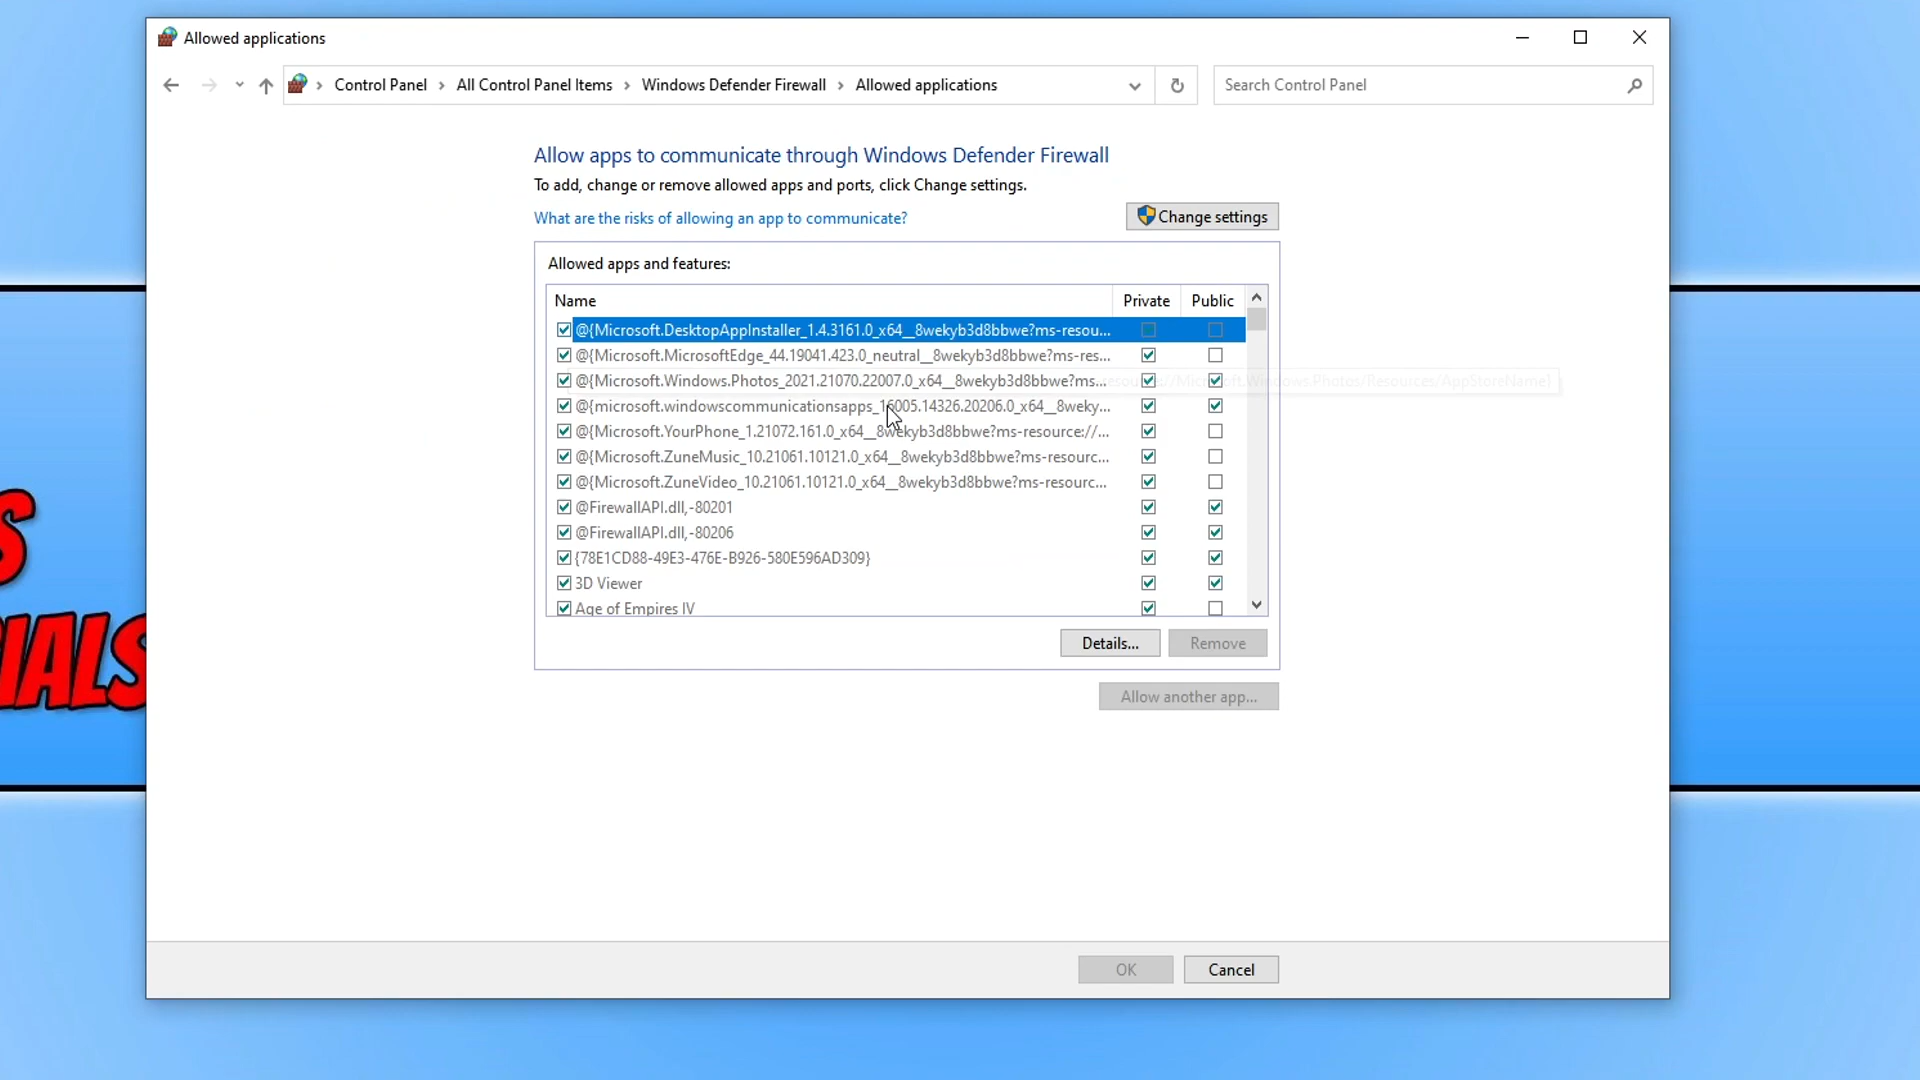 Allowed applications
Control Panel > All Control Panel Items > Windows Defender Firewall > Allowed applications
Search Control Panel
Allow apps to communicate through Windows Defender Firewall
To add, change or remove allowed apps and ports, click Change settings.
What are the risks of allowing an app to communicate?
Change settings
Allowed apps and features:
Name Private Public
@{Microsoft.DesktopAppInstaller_1.4.3161.0_x64__8wekyb3d8bbwe?ms-resou...
@{Microsoft.MicrosoftEdge_44.19041.423.0_neutral__8wekyb3d8bbwe?ms-res...
@{Microsoft.Windows.Photos_2021.21070.22007.0_x64__8wekyb3d8bbwe?ms...
@{microsoft.windowscommunicationsapps_16005.14326.20206.0_x64__8weky...
@{Microsoft.YourPhone_1.21072.161.0_x64__8wekyb3d8bbwe?ms-resource://...
@{Microsoft.ZuneMusic_10.21061.10121.0_x64__8wekyb3d8bbwe?ms-resourc...
@{Microsoft.ZuneVideo_10.21061.10121.0_x64__8wekyb3d8bbwe?ms-resourc...
@FirewallAPI.dll,-80201
@FirewallAPI.dll,-80206
{78E1CD88-49E3-476E-B926-580E596AD309}
3D Viewer
Age of Empires IV
S
IALS
Details... Remove
Allow another app...
OK Cancel